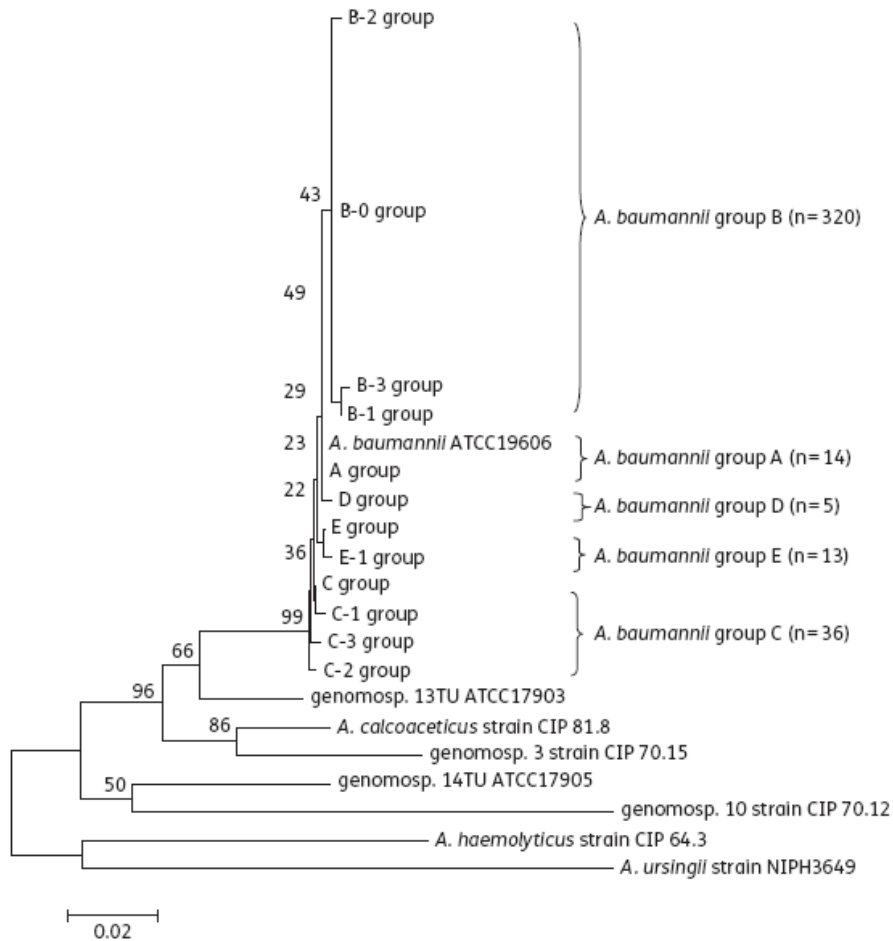 B-2 group
43
B-0 group
A. baumannii group B (n=320)
49
B-3 group
29
B-1 group
23
A. baumannii ATCC19606
A. baumannii group A (n=14)
A group
22
D group
A. baumannii group D (n=5)
E group
36
E-1 group
A. baumannii group E (n=13)
C group
99
C-1 group
A. baumannii group C (n=36)
C-3 group
66
C-2 group
96
genomosp. 13TU ATCC17903
86
A. calcoaceticus strain CIP 81.8
genomosp. 3 strain CIP 70.15
50
genomosp. 14TU ATCC17905
genomosp. 10 strain CIP 70.12
A. haemolyticus strain CIP 64.3
A. ursingii strain NIPH3649
0.02